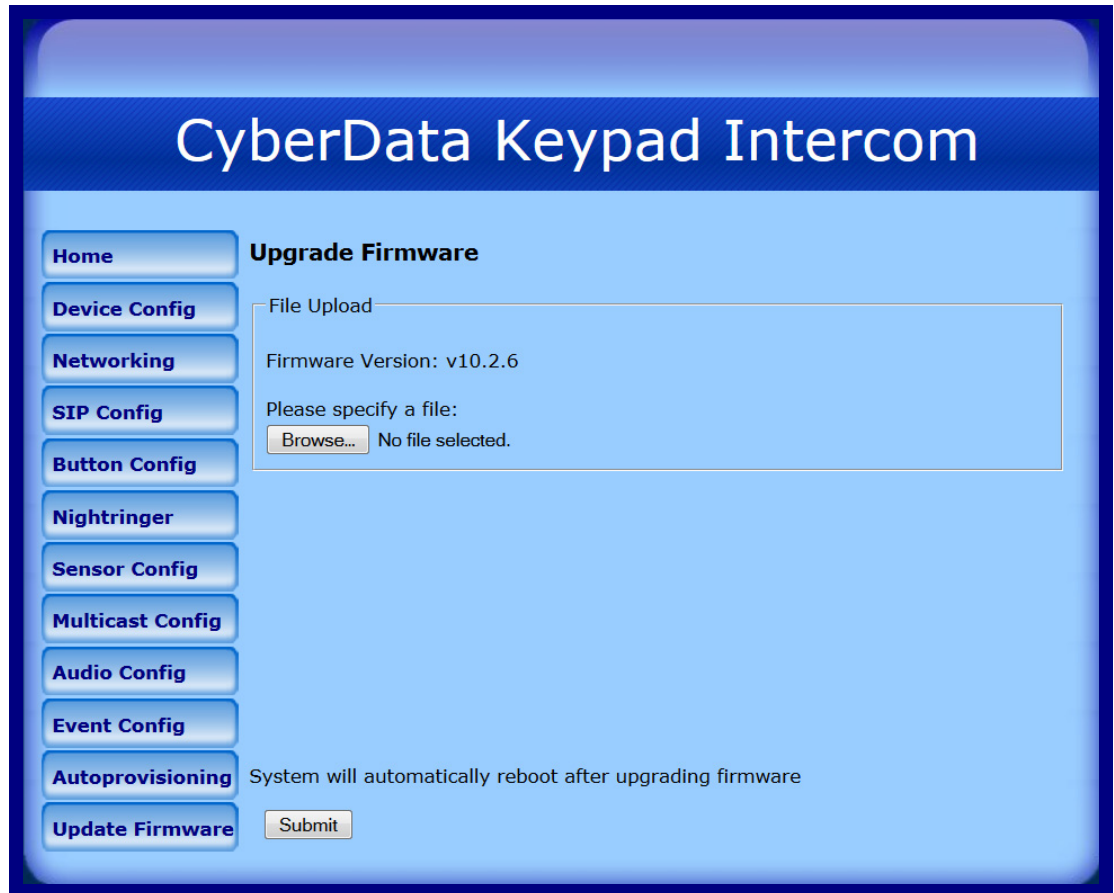 CyberData Keypad Intercom
Home
Device Config
Networking
SIP Config
Button Config
Nightringer
Sensor Config
Multicast Config
Audio Config
Event Config
Autoprovisioning
Update Firmware
Upgrade Firmware
File Upload
Firmware Version: v10.2.6
Please specify a file:
Browse... No file selected.
System will automatically reboot after upgrading firmware
Submit